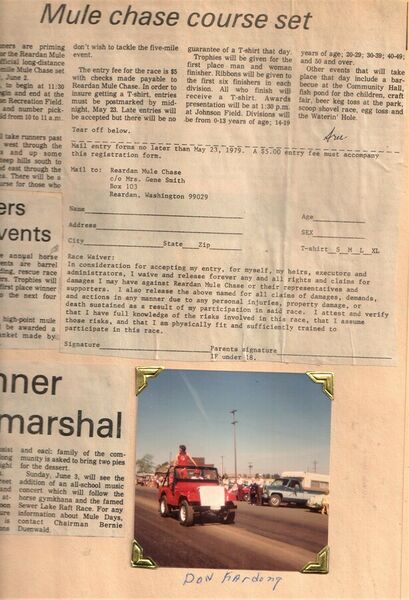 Mule chase course set
ners are priming
for the Reardan Mule
fficial long-distance
mile Mule Chase set
, June 2.
to begin at 11:30
egin and end at the
on Recreation Field.
and number pick-
ld from 10 to 11 a.m.
ill take runners past
west through the
and up some
eep hills south to
d east through the
ca. There will be a
urse for those who
don't wish to tackle the five-mile
event.
The entry fee for the race is $5
with checks made payable to
Reardan Mule Chase. In order to
insure getting a T-shirt, entries
must be postmarked by mid-
night, May 23. Late entries will
be accepted but there will be no
guarantee of a T-shirt that day.
Trophies will be given for the
first place man and woman
finisher. Ribbons will be given to
the first six finishers in each
division. All who finish will
receive a T-shirt. Awards
presentation will be at 1:30 p.m.
at Johnson Field. Divisions will
be from 0-13 years of age; 14-19
years of age; 20-29; 30-39; 40-49;
and 50 and over.
Other events that will take
place that day include a bar-
becue at the Community Hall,
fish pond for the children, craft
fair, beer keg toss at the park,
scoop shovel race, egg toss and
the Waterin' Hole.
Tear off below.
Mail entry forms no later than May 23, 1979. A $5.00 entry fee must accompany
this registration form.
Mail to: Reardan Mule Chase
c/o Mrs. Gene Smith
Box 103
Reardan, Washington 99029
Name
Age
Address
SEX
City State Zip
T-shirt S M L XL
Race Waiver:
In consideration for accepting my entry, for myself, my heirs, executors and
administrators, I waive and release forever any and all rights and claims for
damages I may have against Reardan Mule Chase or their representatives and
supporters. I also release the above named for all claims of damages, demands,
and actions in any manner due to any personal injuries, property damage, or
death sustained as a result of my participation in said race. I attest and verify
that I have full knowledge of the risks involved in this race, that I assume
those risks, and that I am physically fit and sufficiently trained to
participate in this race.
Signature Parents signature
IF under 18.
ers
vents
e annual horse
ents are barrel
ding, rescue race
rs. Trophies will
first place winner
o the next four
high-point mule
l be awarded a
nket made by
nner
marshal
and each family of the com-
munity is asked to bring two pies
for the dessert.
Sunday, June 3, will see the
addition of an all-school music
concert which will follow the
gymkhana and the famed
Sewer Lake Raft Race. For any
information about Mule Days,
contact Chairman Bernie
Duenwald.
Don Kardong